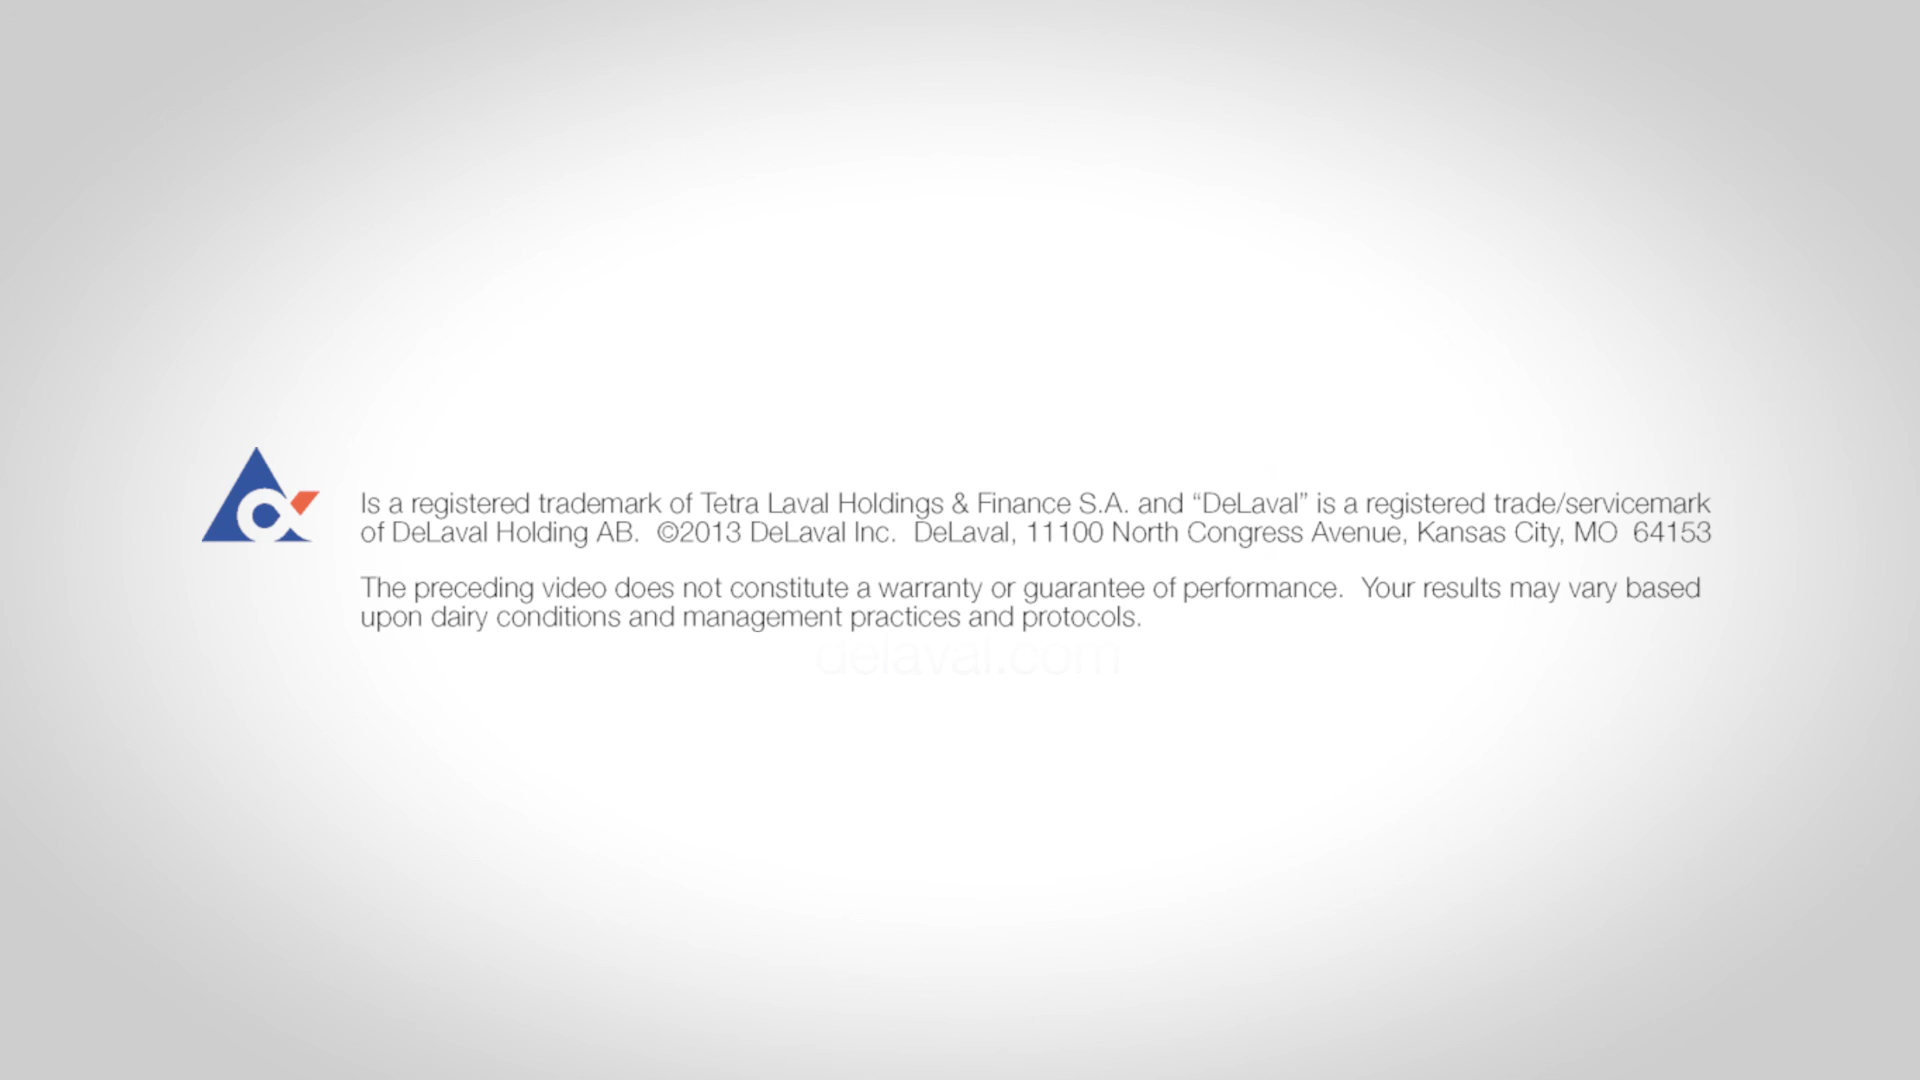 Is a registered trademark of Tetra Laval Holdings & Finance S.A. and “DeLaval” is a registered trade/servicemark
of DeLaval Holding AB.  ©2013 DeLaval Inc.  DeLaval, 11100 North Congress Avenue, Kansas City, MO  64153
The preceding video does not constitute a warranty or guarantee of performance.  Your results may vary based
upon dairy conditions and management practices and protocols.
delaval.com